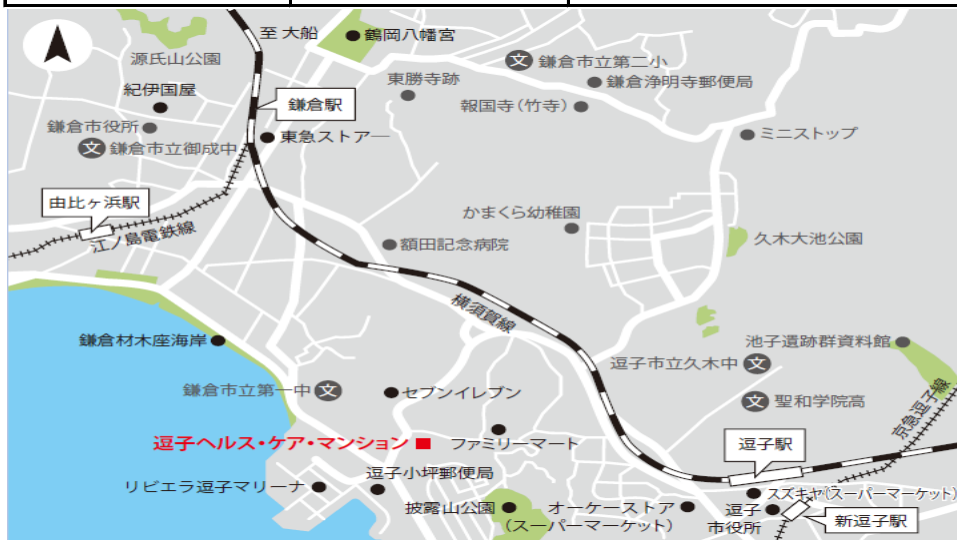 至 大船
鶴岡八幡宮
源氏山公園
文 鎌倉市立第二小
東勝寺跡
鎌倉浄明寺郵便局
紀伊国屋
鎌倉駅
報国寺(竹寺)
鎌倉市役所
東急ストアー
ミニストップ
文 鎌倉市立御成中
由比ヶ浜駅
かまくら幼稚園
江ノ島電鉄線
額田記念病院
久木大池公園
横須賀線
鎌倉材木座海岸
池子遺跡群資料館
逗子市立久木中 文
鎌倉市立第一中 文
セブンイレブン
文 聖和学院高
京急逗子線
逗子ヘルス・ケア・マンション
ファミリーマート
逗子駅
逗子小坪郵便局
リビエラ逗子マリーナ
スズキヤ(スーパーマーケット)
披露山公園
オーケーストア
(スーパーマーケット)
逗子
市役所
新逗子駅